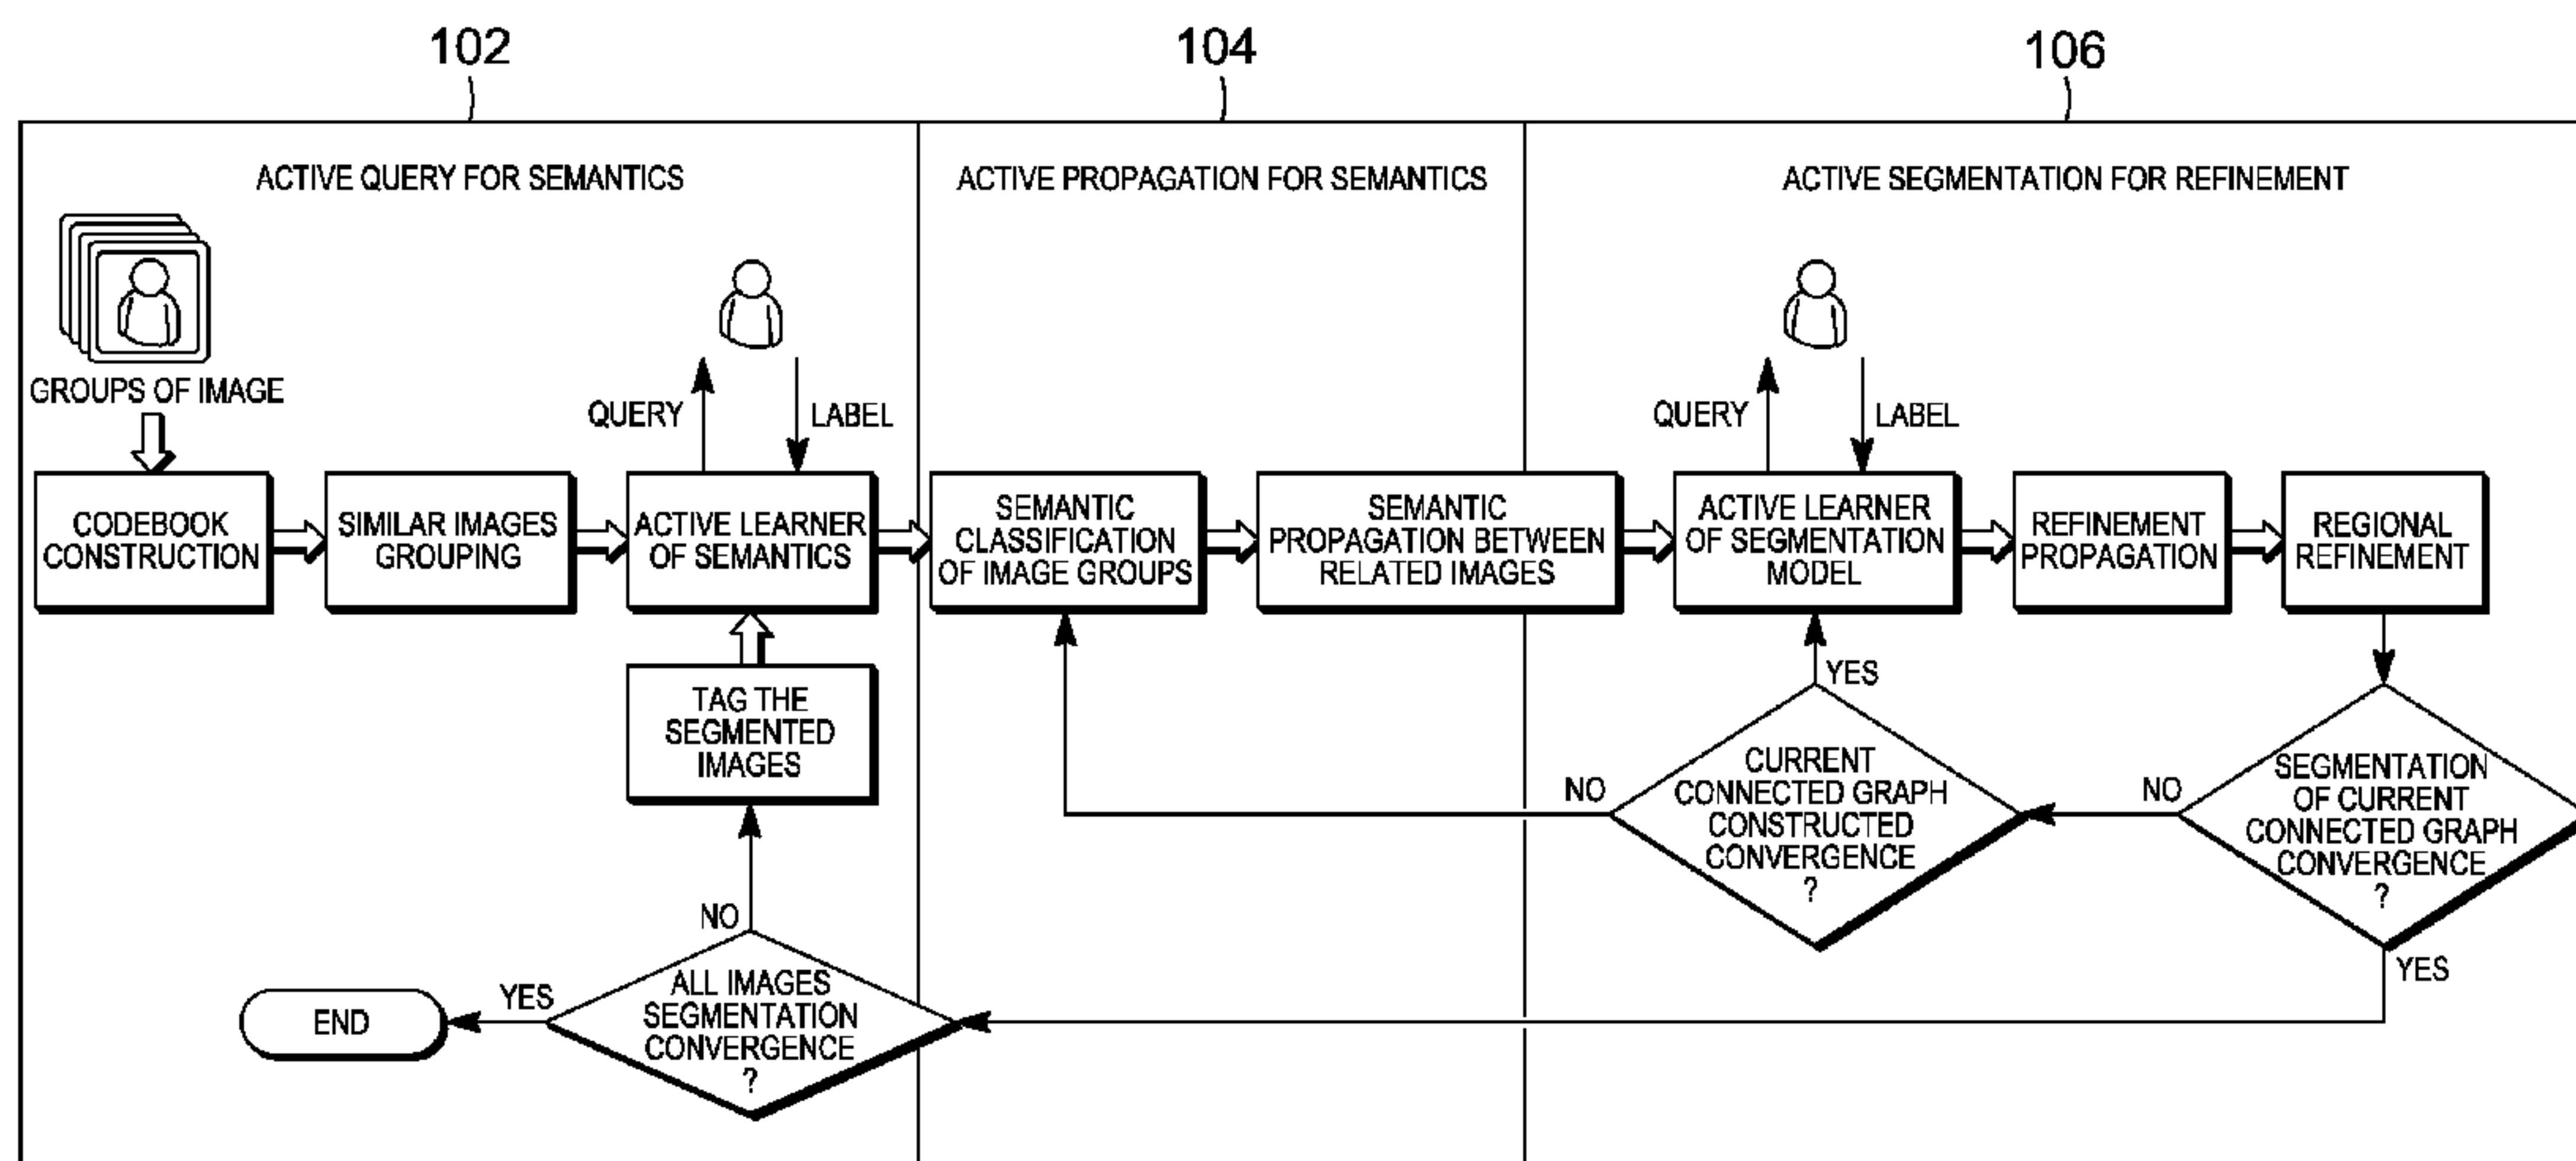 102
104
106
ACTIVE QUERY FOR SEMANTICS
ACTIVE PROPAGATION FOR SEMANTICS
ACTIVE SEGMENTATION FOR REFINEMENT
GROUPS OF IMAGE
QUERY
LABEL
QUERY
LABEL
CODEBOOK
CONSTRUCTION
SIMILAR IMAGES
GROUPING
ACTIVE LEARNER
OF SEMANTICS
SEMANTIC
CLASSIFICATION
OF IMAGE GROUPS
SEMANTIC
PROPAGATION BETWEEN
RELATED IMAGES
ACTIVE LEARNER
OF SEGMENTATION
MODEL
REFINEMENT
PROPAGATION
REGIONAL
REFINEMENT
TAG THE
SEGMENTED
IMAGES
YES
NO
CURRENT
CONNECTED GRAPH
CONSTRUCTED
CONVERGENCE
?
NO
SEGMENTATION
OF CURRENT
CONNECTED GRAPH
CONVERGENCE
?
YES
NO
ALL IMAGES
SEGMENTATION
CONVERGENCE
?
YES
END